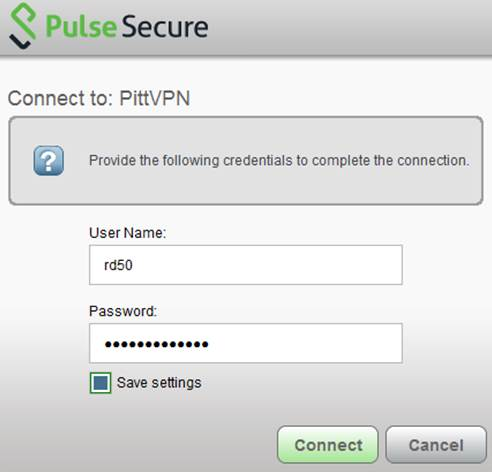 Pulse Secure
Connect to: PittVPN
?
Provide the following credentials to complete the connection.
User Name:
rd50
Password:
•••••••••••••
Save settings
Connect Cancel